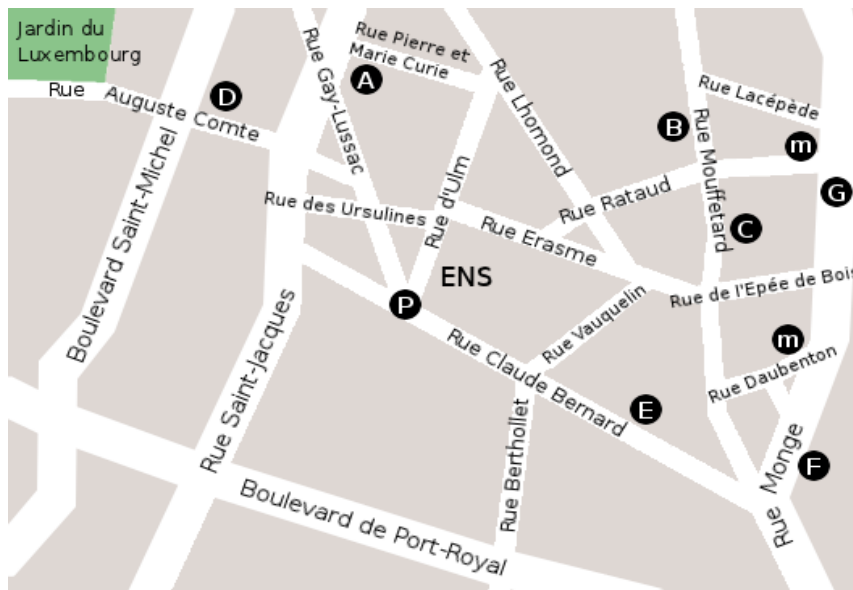 Jardin du
Luxembourg
Rue Auguste Comte
D
Rue Gay-Lussac
Rue Pierre et
Marie Curie
A
Rue Lhomond
Rue Lacépède
B
Rue Mouffetard
m
G
Boulevard Saint-Michel
Rue des Ursulines
Rue d'Ulm
Rue Rataud
Rue Erasme
C
ENS
P
Rue Vauquelin
Rue de l'Epée de Bois
Rue Saint-Jacques
Rue Claude Bernard
m
Rue Daubenton
E
Rue Berthollet
Rue Monge
F
Boulevard de Port-Royal